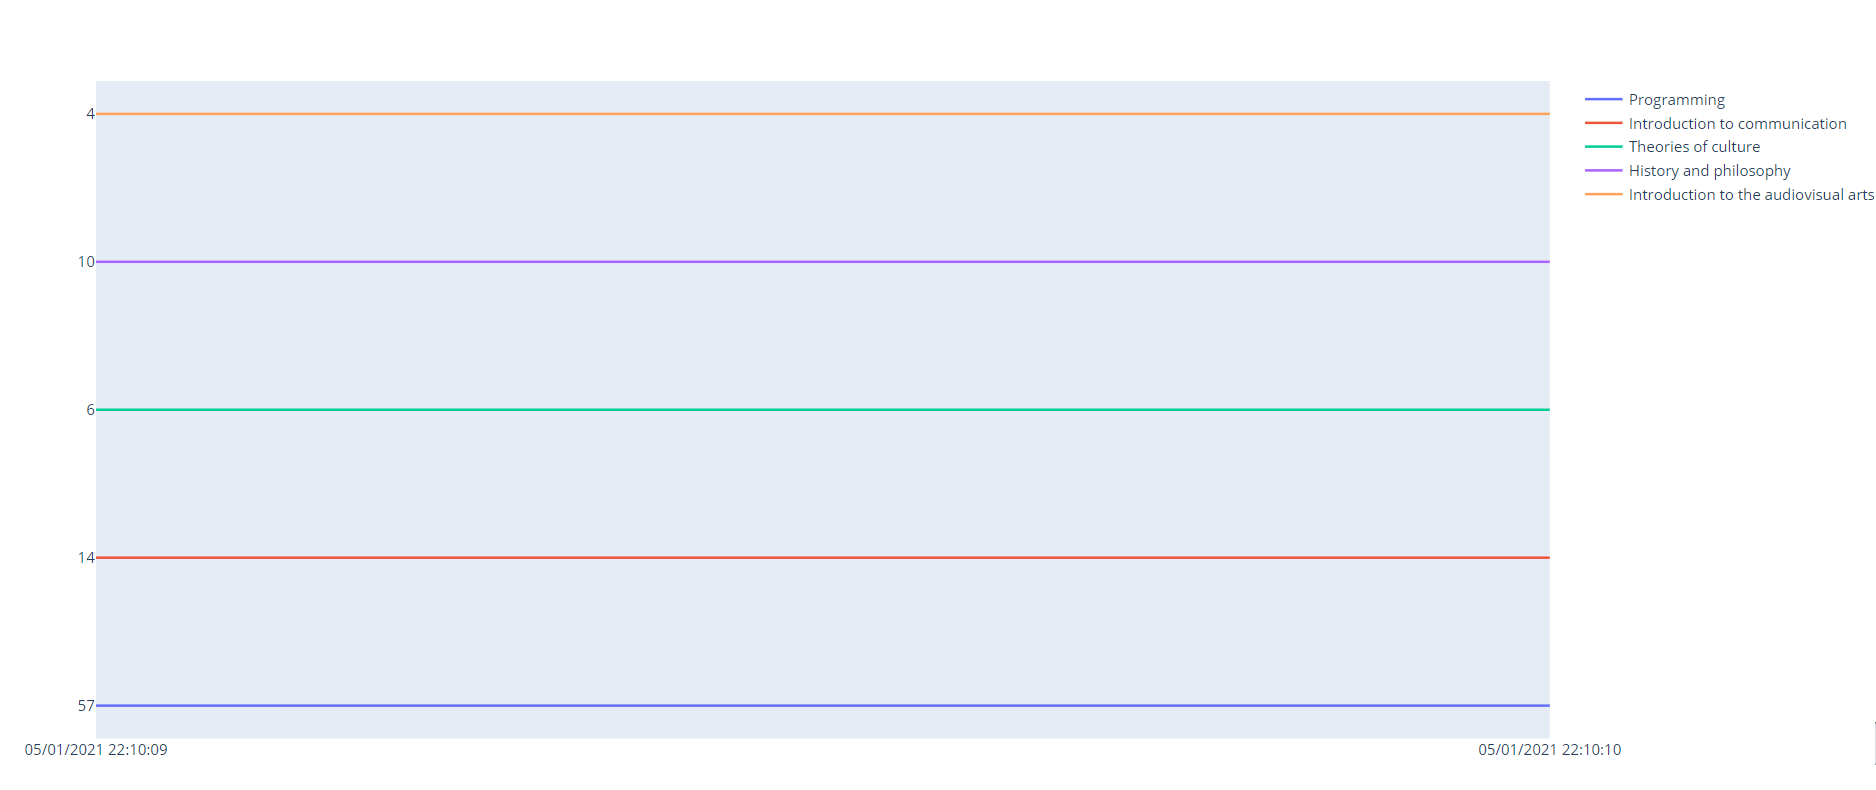 4
10
6
14
57
05/01/2021 22:10:09
05/01/2021 22:10:10
Programming
Introduction to communication
Theories of culture
History and philosophy
Introduction to the audiovisual arts